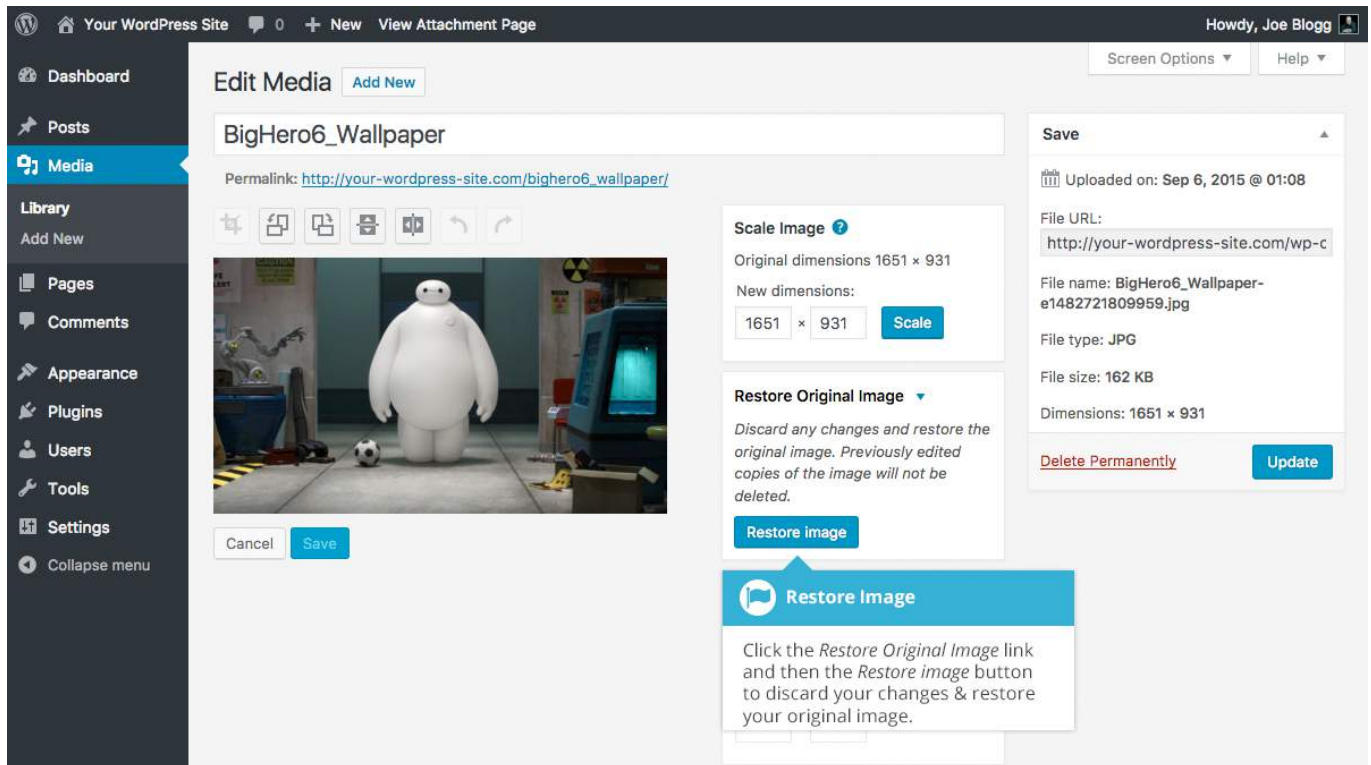 Your WordPress Site 0 + New View Attachment Page Howdy, Joe Blogg
Screen Options ▼ Help ▼
Dashboard
Posts
Media
Library
Add New
Pages
Comments
Appearance
Plugins
Users
Tools
Settings
Collapse menu
Edit Media Add New
BigHero6_Wallpaper
Permalink: http://your-wordpress-site.com/bighero6_wallpaper/
Cancel Save
Scale Image ?
Original dimensions 1651 × 931
New dimensions:
1651 × 931 Scale
Restore Original Image ▼
Discard any changes and restore the
original image. Previously edited
copies of the image will not be
deleted.
Restore image
Restore Image
Click the Restore Original Image link
and then the Restore image button
to discard your changes & restore
your original image.
Save
Uploaded on: Sep 6, 2015 @ 01:08
File URL:
http://your-wordpress-site.com/wp-c
File name: BigHero6_Wallpaper-
e1482721809959.jpg
File type: JPG
File size: 162 KB
Dimensions: 1651 × 931
Delete Permanently Update